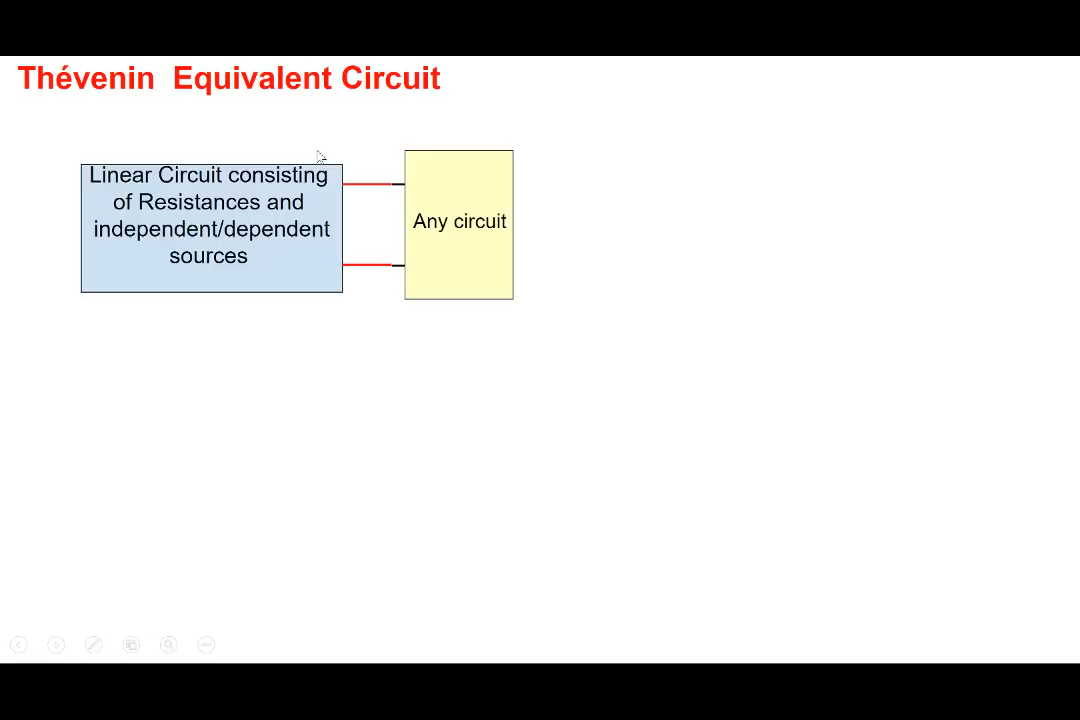 Thévenin Equivalent Circuit
Linear Circuit consisting
of Resistances and
independent/dependent
sources
Any circuit